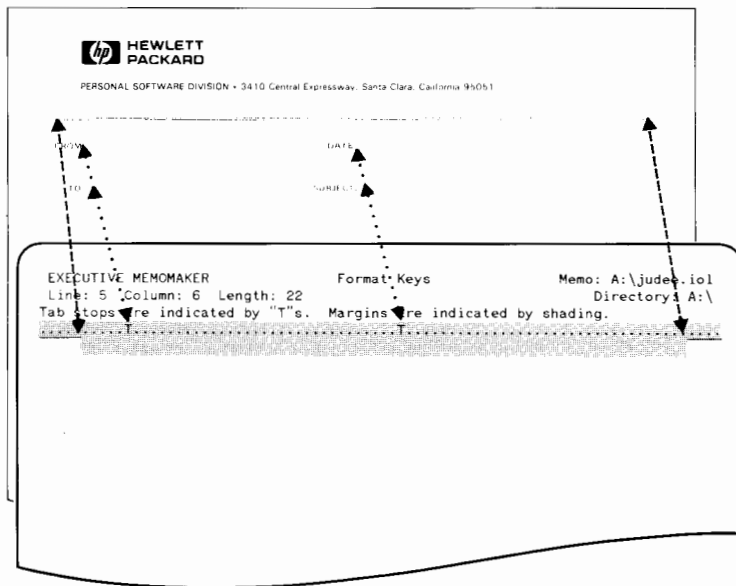 hp HEWLETT
PACKARD
PERSONAL SOFTWARE DIVISION • 3410 Central Expressway, Santa Clara, California 95051
FROM DATE
TO SUBJECT
EXECUTIVE MEMOMAKER Format Keys Memo: A:\judee.iol
Line: 5 Column: 6 Length: 22 Directory: A:\
Tab stops are indicated by "T"s. Margins are indicated by shading.
T T